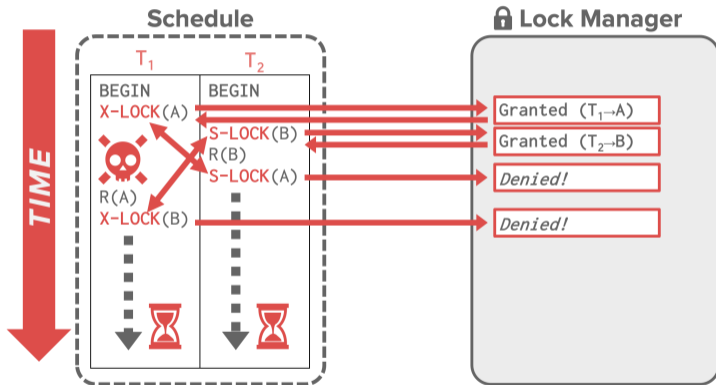 Schedule
Lock Manager
TIME
T1
T2
BEGIN
BEGIN
X-LOCK(A)
Granted (T1→A)
S-LOCK(B)
Granted (T2→B)
R(B)
S-LOCK(A)
Denied!
R(A)
X-LOCK(B)
Denied!